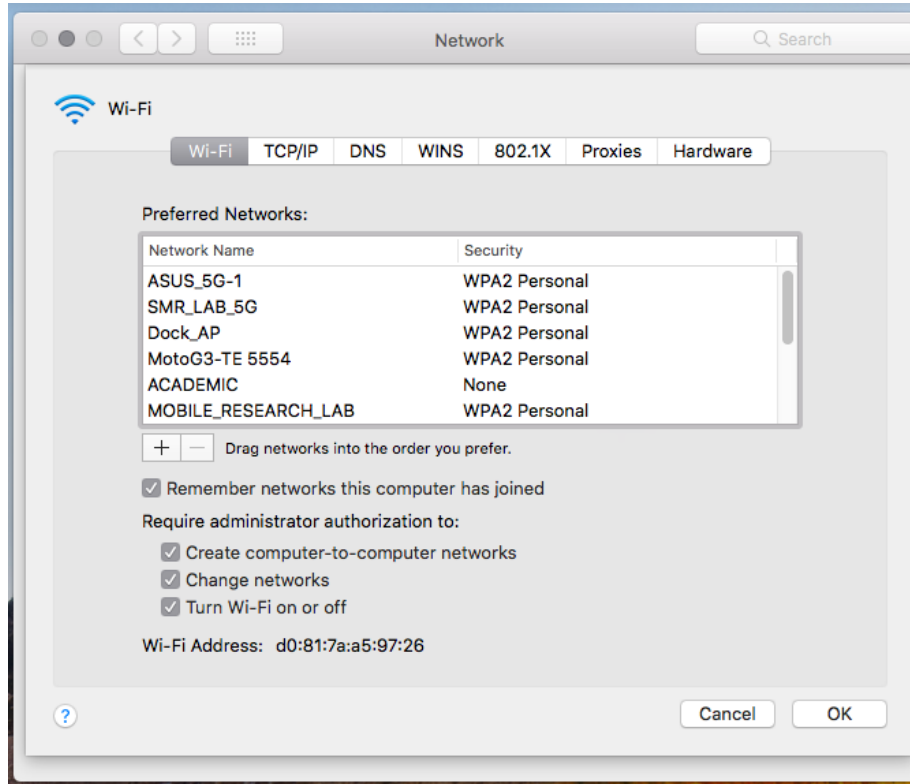 Network
Search
Wi-Fi
Wi-Fi TCP/IP DNS WINS 802.1X Proxies Hardware
Preferred Networks:
Network Name Security
ASUS_5G-1 WPA2 Personal
SMR_LAB_5G WPA2 Personal
Dock_AP WPA2 Personal
MotoG3-TE 5554 WPA2 Personal
ACADEMIC None
MOBILE_RESEARCH_LAB WPA2 Personal
+ − Drag networks into the order you prefer.
Remember networks this computer has joined
Require administrator authorization to:
Create computer-to-computer networks
Change networks
Turn Wi-Fi on or off
Wi-Fi Address: d0:81:7a:a5:97:26
? Cancel OK